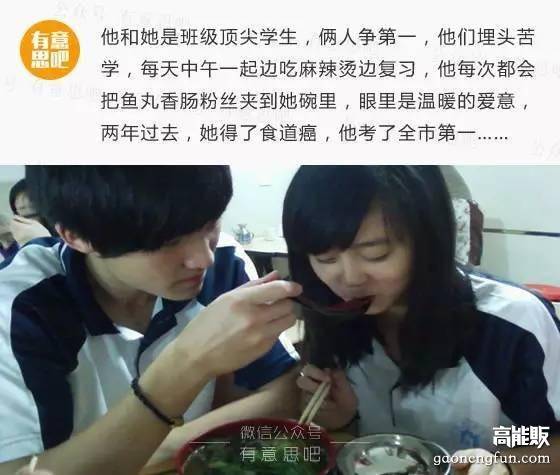 有意
思吧
他和她是班级顶尖学生，俩人争第一，他们埋头苦
学，每天中午一起边吃麻辣烫边复习，他每次都会
把鱼丸香肠粉丝夹到她碗里，眼里是温暖的爱意，
两年过去，她得了食道癌，他考了全市第一……
微信公众号
有意思吧
高能贩
gaonengfun.com